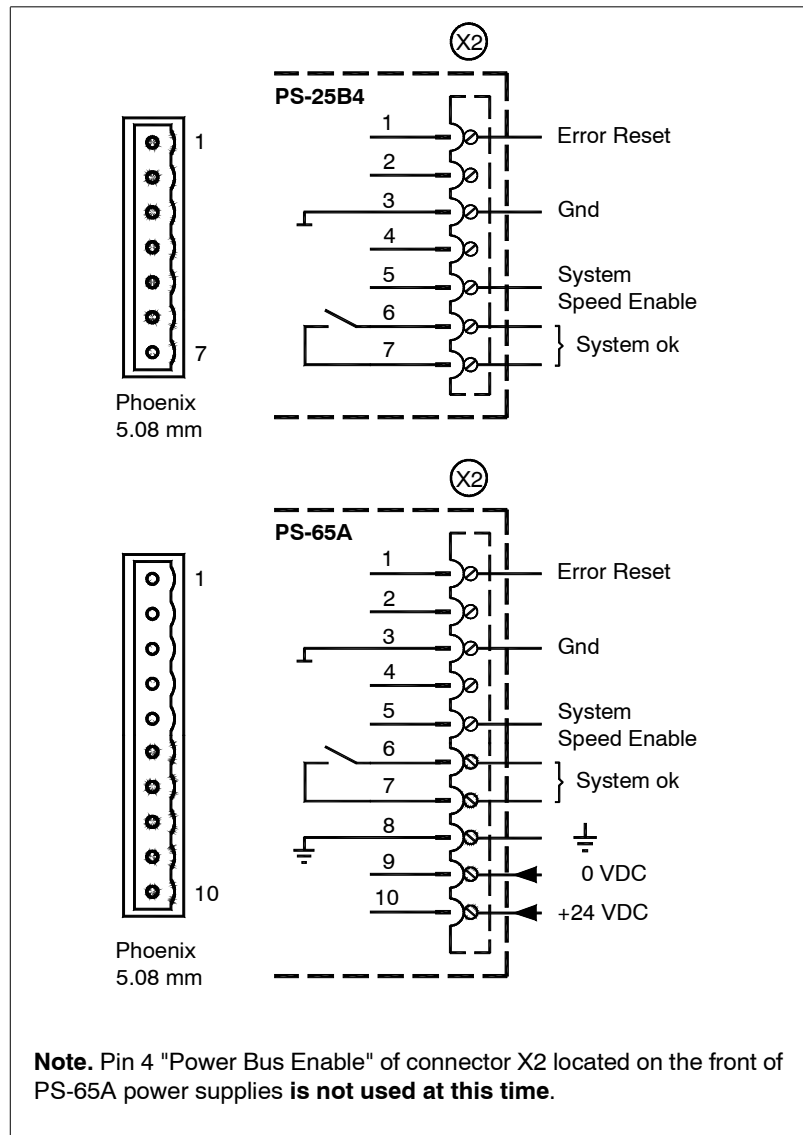 X2
PS-25B4
1
1
Error Reset
2
3
Gnd
4
5
System
Speed Enable
6
System ok
7
7
Phoenix
5.08 mm
X2
PS-65A
1
1
Error Reset
2
3
Gnd
4
5
System
Speed Enable
6
System ok
7
8
9
0 VDC
10
10
+24 VDC
Phoenix
5.08 mm
Note. Pin 4 "Power Bus Enable" of connector X2 located on the front of
PS-65A power supplies is not used at this time.